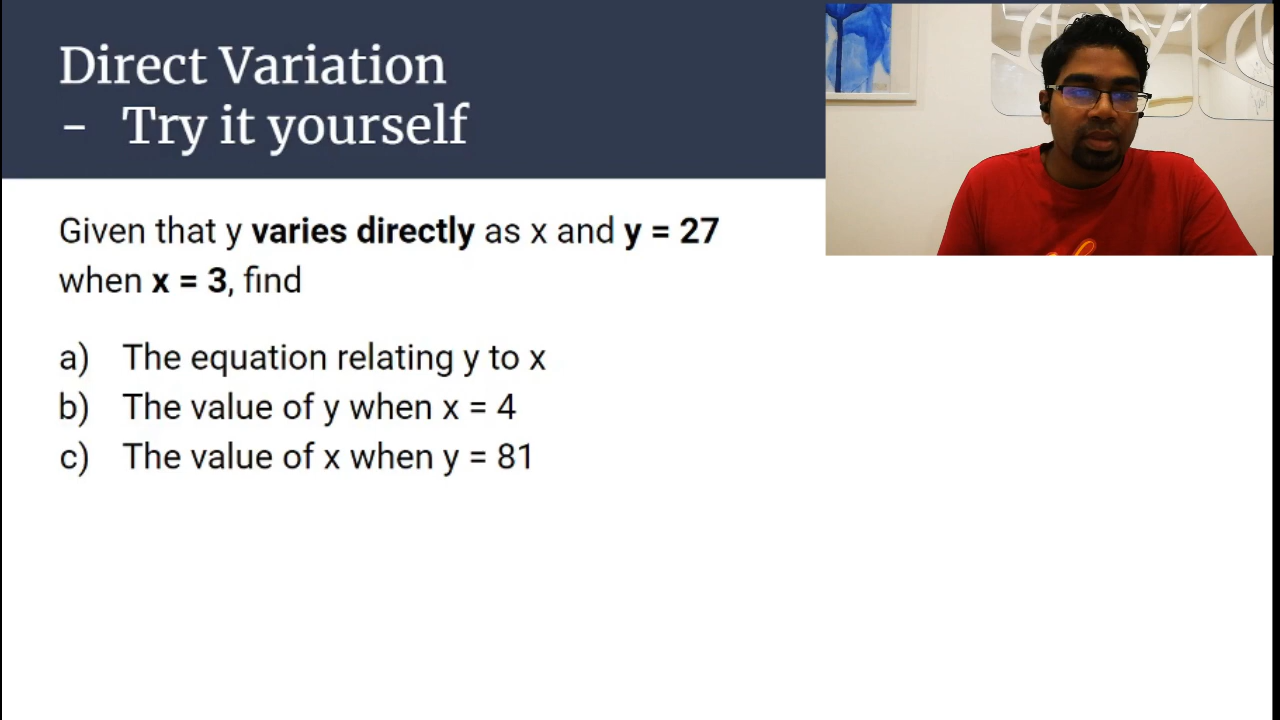 Direct Variation
- Try it yourself
Given that y varies directly as x and y = 27
when x = 3, find
a) The equation relating y to x
b) The value of y when x = 4
c) The value of x when y = 81